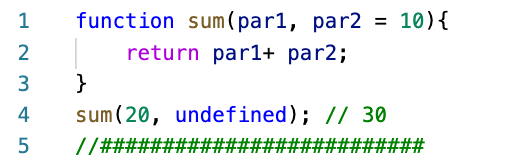 1 function sum(par1, par2 = 10){
2     return par1+ par2;
3 }
4 sum(20, undefined); // 30
5 //##########################